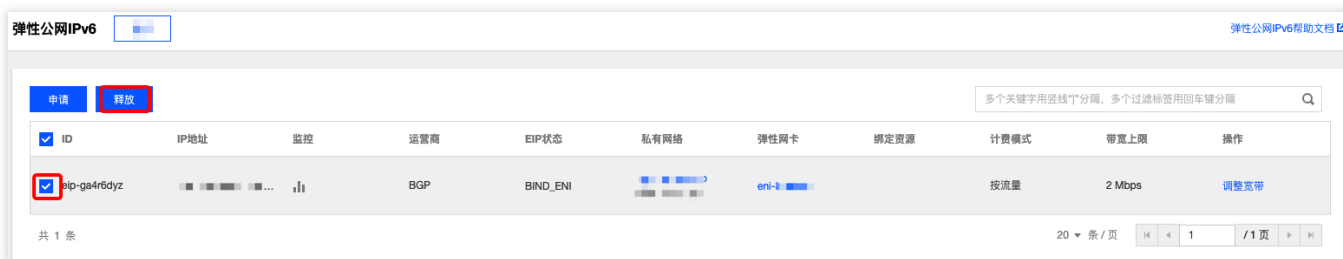 弹性公网IPv6
弹性公网IPv6帮助文档
申请 释放 多个关键字用竖线"|"分隔，多个过滤标签用回车键分隔
ID IP地址 监控 运营商 EIP状态 私有网络 弹性网卡 绑定资源 计费模式 带宽上限 操作
eip-ga4r6dyz ... BGP BIND_ENI eni- 按流量 2 Mbps 调整宽带
共 1 条 20 条/页 1 /1页